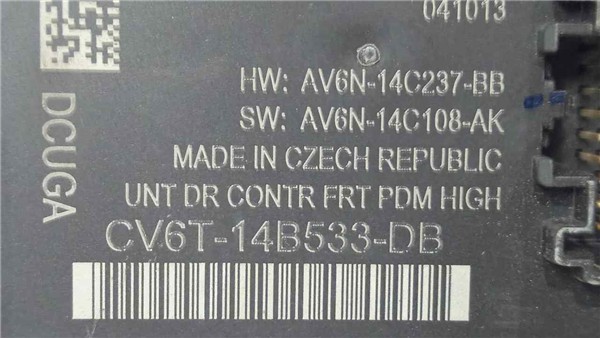 041013
HW: AV6N-14C237-BB
SW: AV6N-14C108-AK
MADE IN CZECH REPUBLIC
UNT DR CONTR FRT PDM HIGH
CV6T-14B533-DB
DCUGA